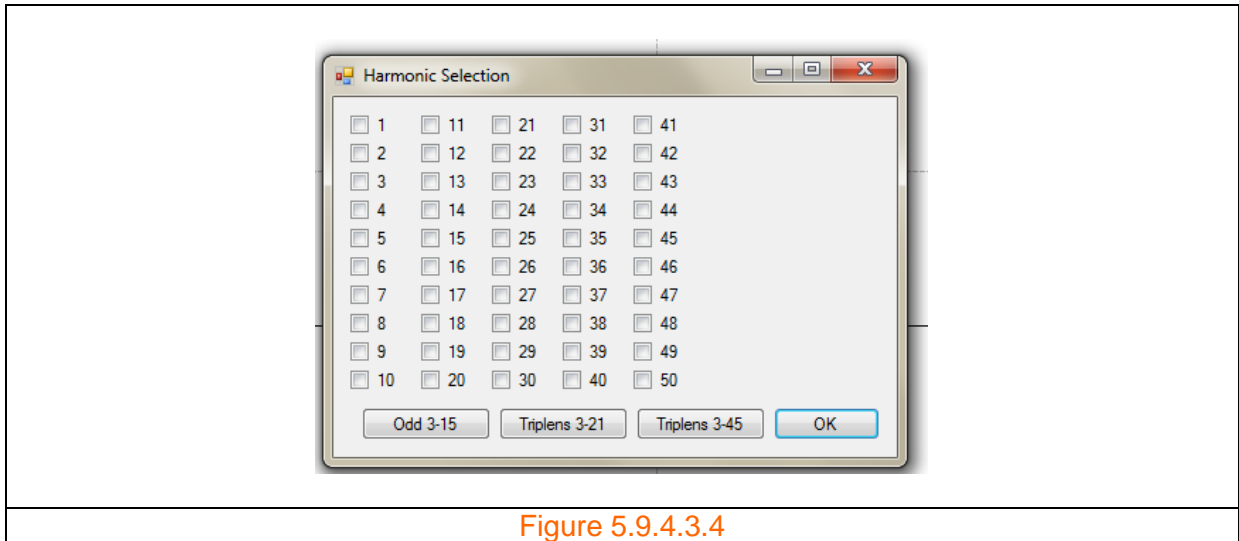 Harmonic Selection
1 11 21 31 41
2 12 22 32 42
3 13 23 33 43
4 14 24 34 44
5 15 25 35 45
6 16 26 36 46
7 17 27 37 47
8 18 28 38 48
9 19 29 39 49
10 20 30 40 50
Odd 3-15 Triplens 3-21 Triplens 3-45 OK
Figure 5.9.4.3.4